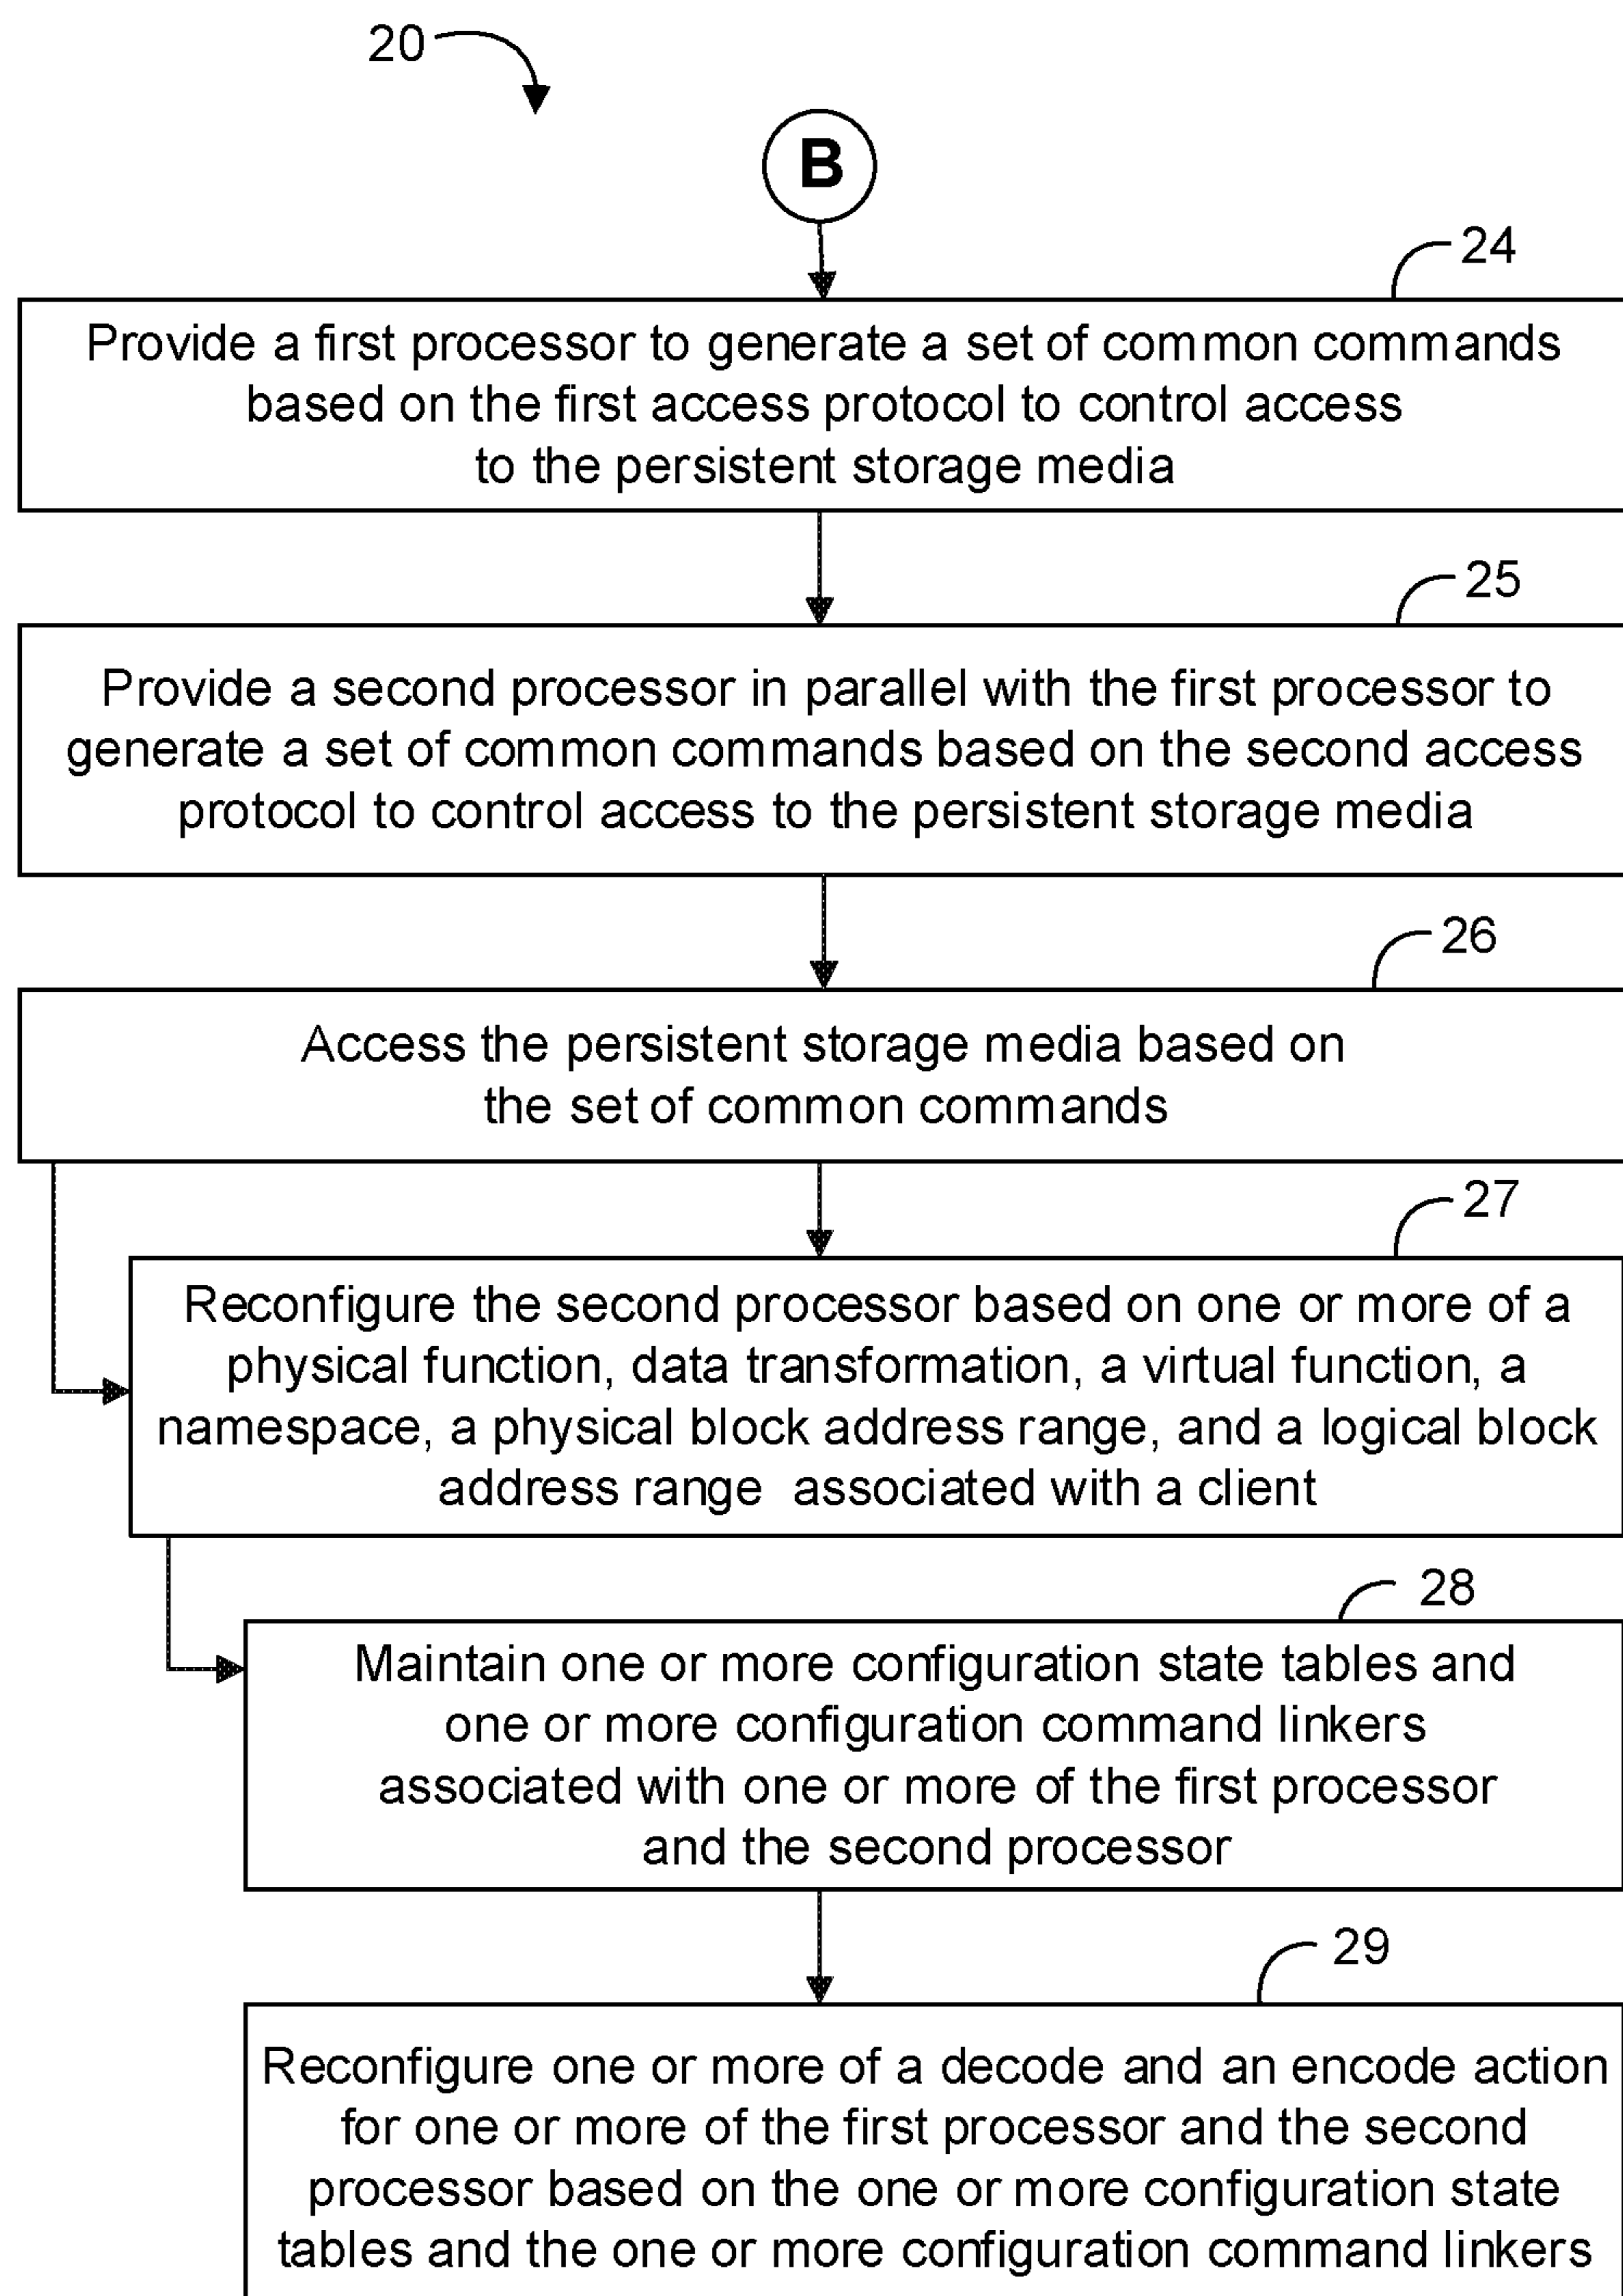 20
B
24
Provide a first processor to generate a set of common commands
based on the first access protocol to control access
to the persistent storage media
25
Provide a second processor in parallel with the first processor to
generate a set of common commands based on the second access
protocol to control access to the persistent storage media
26
Access the persistent storage media based on
the set of common commands
27
Reconfigure the second processor based on one or more of a
physical function, data transformation, a virtual function, a
namespace, a physical block address range, and a logical block
address range  associated with a client
28
Maintain one or more configuration state tables and
one or more configuration command linkers
associated with one or more of the first processor
and the second processor
29
Reconfigure one or more of a decode and an encode action
for one or more of the first processor and the second
processor based on the one or more configuration state
tables and the one or more configuration command linkers